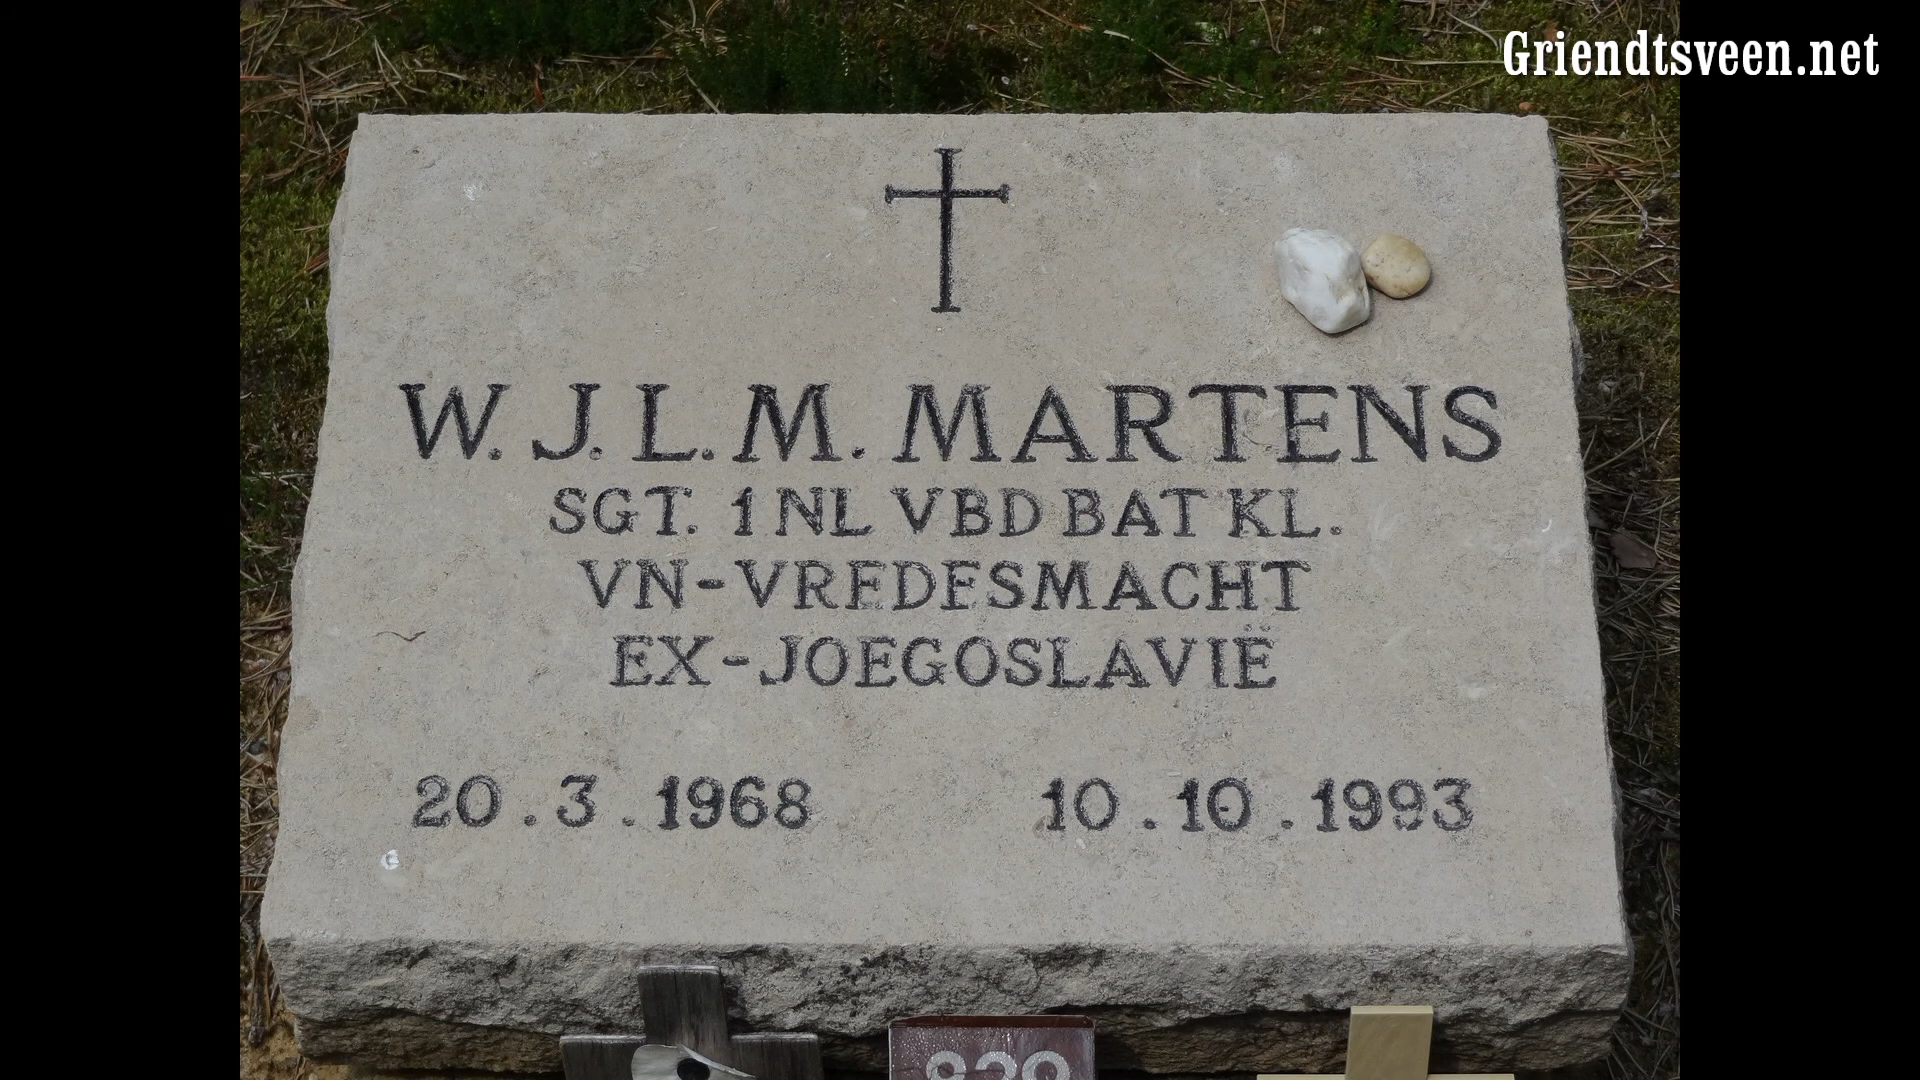 Griendtsveen.net
W. J. L. M. MARTENS
SGT. 1 NL VBD BAT KL.
VN-VREDESMACHT
EX-JOEGOSLAVIË
20 . 3 . 1968 10 . 10 . 1993